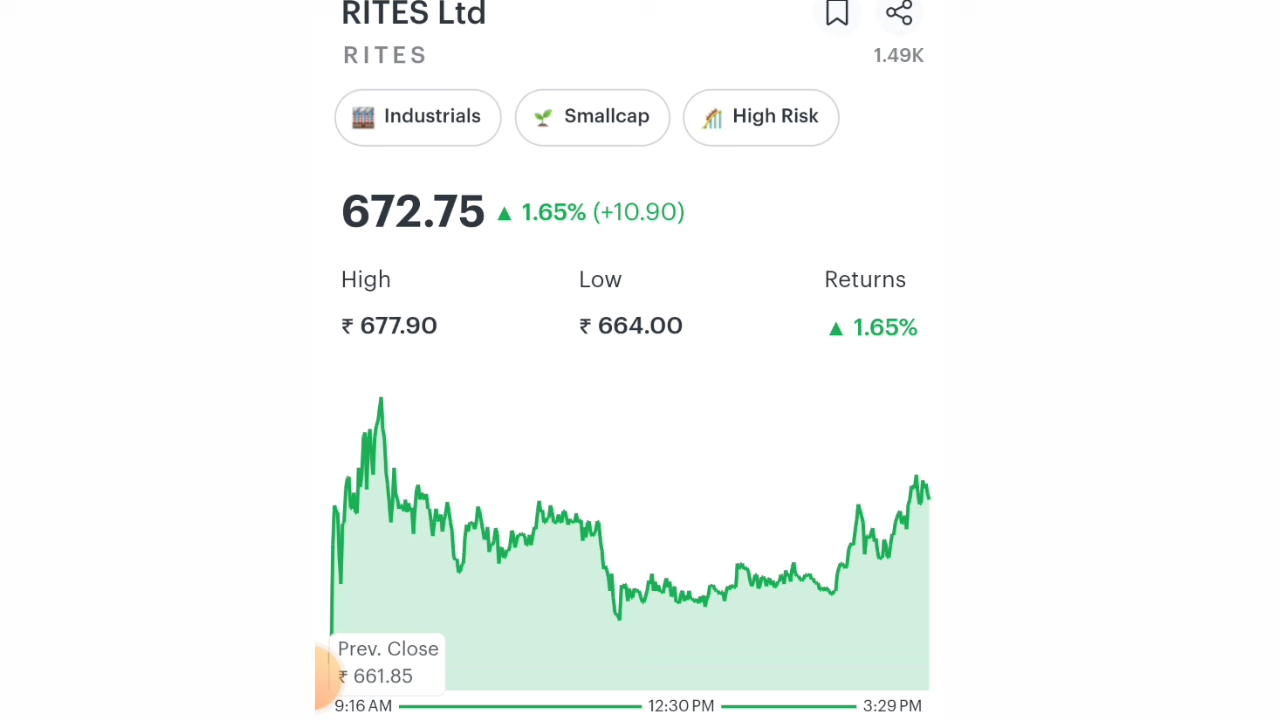 RITES Ltd
RITES
1.49K
Industrials
Smallcap
High Risk
672.75 ▲ 1.65% (+10.90)
High
Low
Returns
₹ 677.90
₹ 664.00
▲ 1.65%
Prev. Close
₹ 661.85
9:16 AM
12:30 PM
3:29 PM